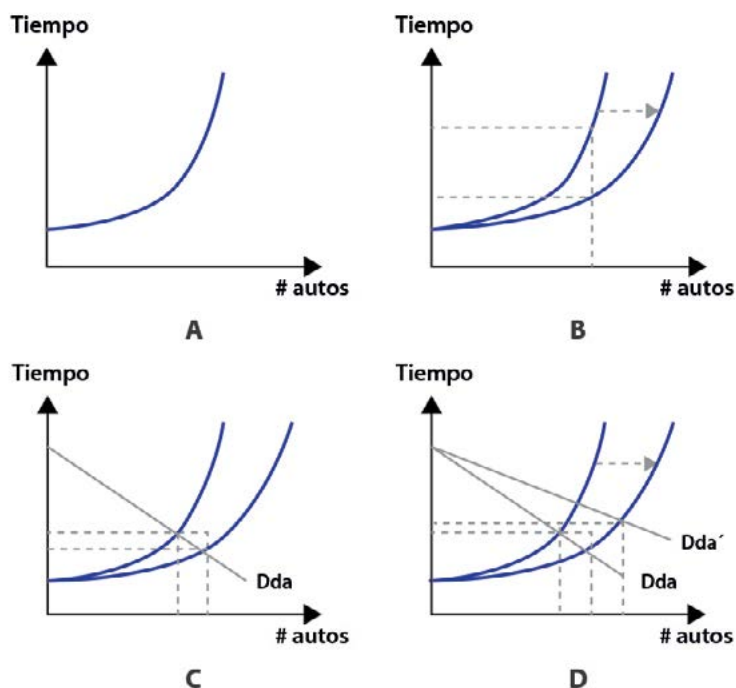 Tiempo
# autos
A
Tiempo
# autos
B
Tiempo
Dda
# autos
C
Tiempo
Dda´
Dda
# autos
D